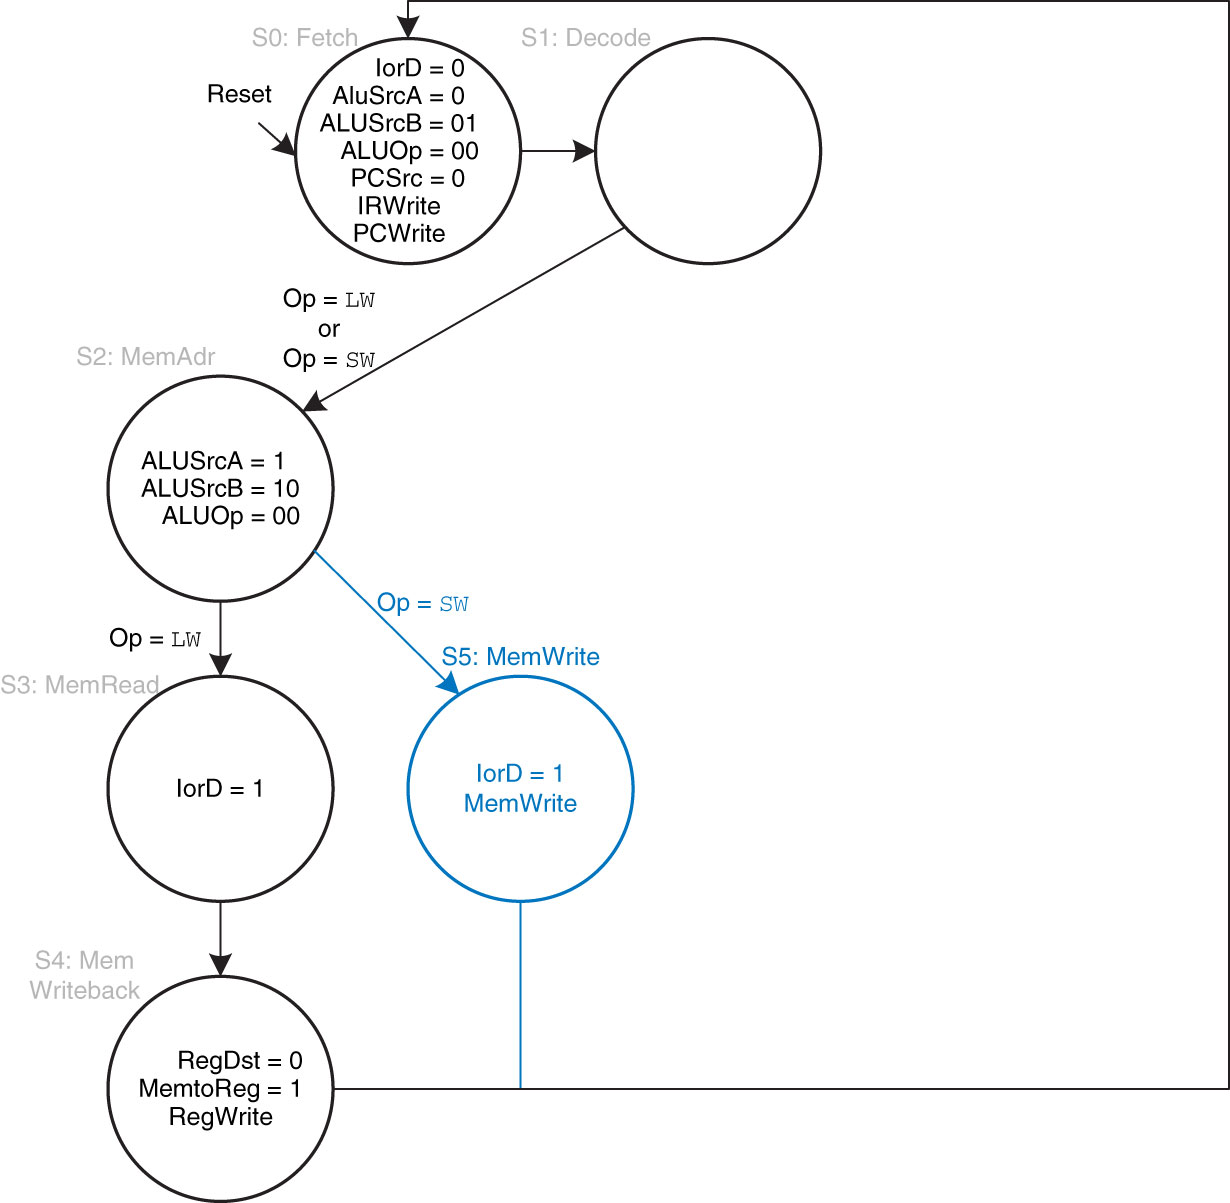 S0: Fetch
S1: Decode
Reset
IorD = 0
AluSrcA = 0
ALUSrcB = 01
ALUOp = 00
PCSrc = 0
IRWrite
PCWrite
Op = LW
or
Op = SW
S2: MemAdr
ALUSrcA = 1
ALUSrcB = 10
ALUOp = 00
Op = SW
Op = LW
S5: MemWrite
S3: MemRead
IorD = 1
IorD = 1
MemWrite
S4: Mem
Writeback
RegDst = 0
MemtoReg = 1
RegWrite